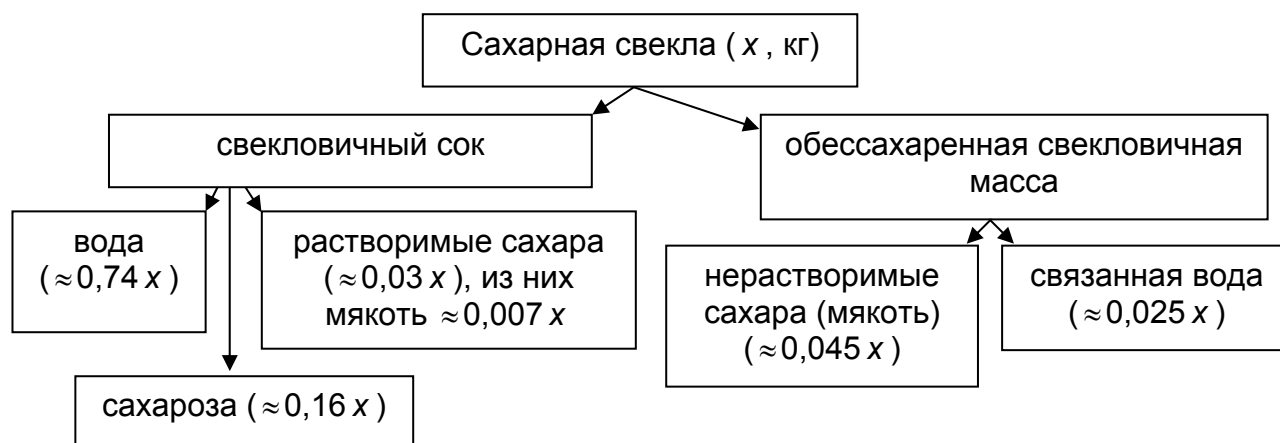 Сахарная свекла ( x , кг)
свекловичный сок
обессахаренная свекловичная
масса
вода
(≈0,74 x )
растворимые сахара
(≈0,03 x ), из них
мякоть ≈0,007 x
нерастворимые
сахара (мякоть)
(≈0,045 x )
связанная вода
(≈0,025 x )
сахароза (≈0,16 x )